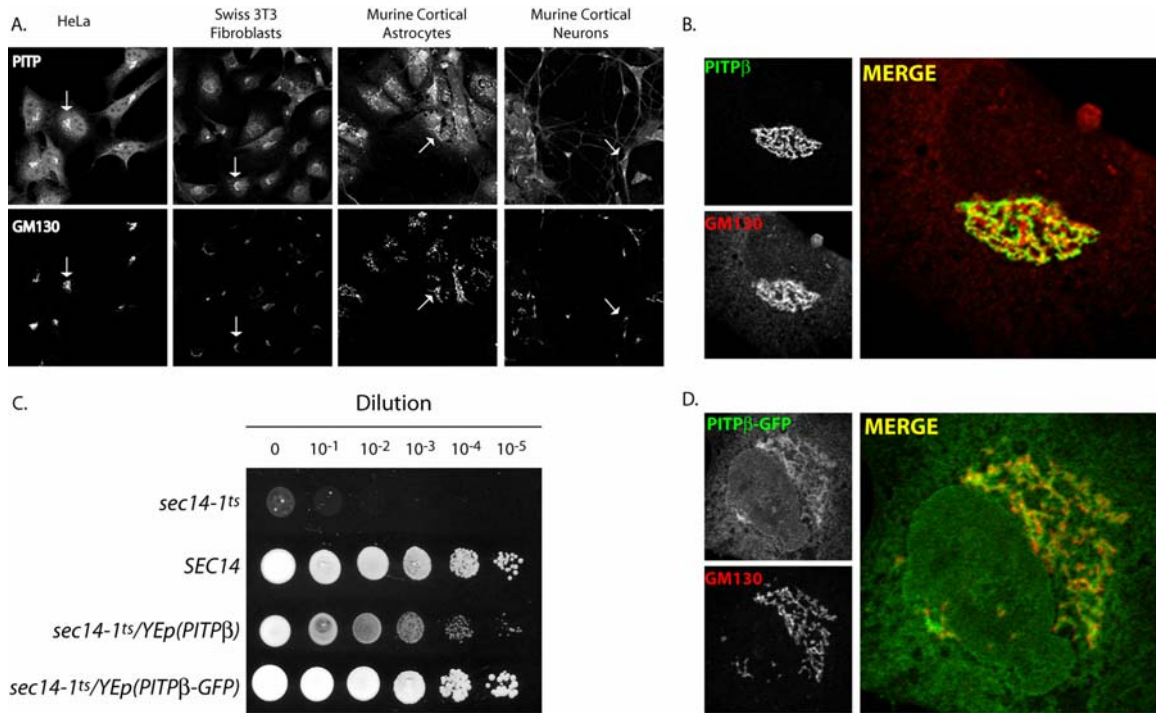 A.
HeLa
Swiss 3T3
Fibroblasts
Murine Cortical
Astrocytes
Murine Cortical
Neurons
PITP
GM130
B.
PITPβ
GM130
MERGE
C.
Dilution
0 10-1 10-2 10-3 10-4 10-5
sec14-1ts
SEC14
sec14-1ts/YEp(PITPβ)
sec14-1ts/YEp(PITPβ-GFP)
D.
PITPβ-GFP
GM130
MERGE